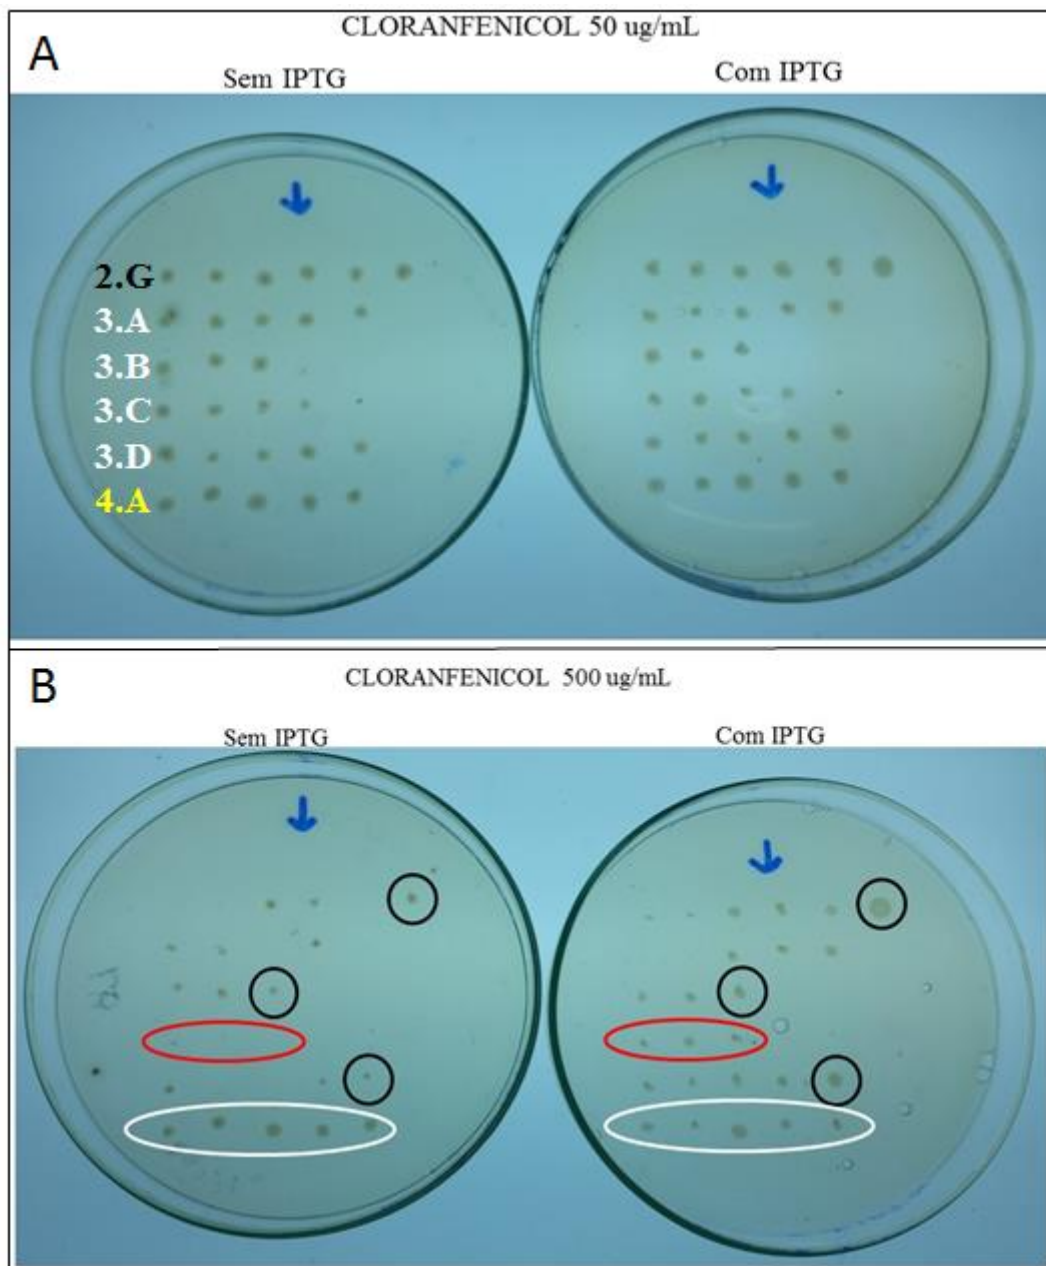 A
CLORANFENICOL 50 ug/mL
Sem IPTG
Com IPTG
2.G
3.A
3.B
3.C
3.D
4.A
B
CLORANFENICOL 500 ug/mL
Sem IPTG
Com IPTG